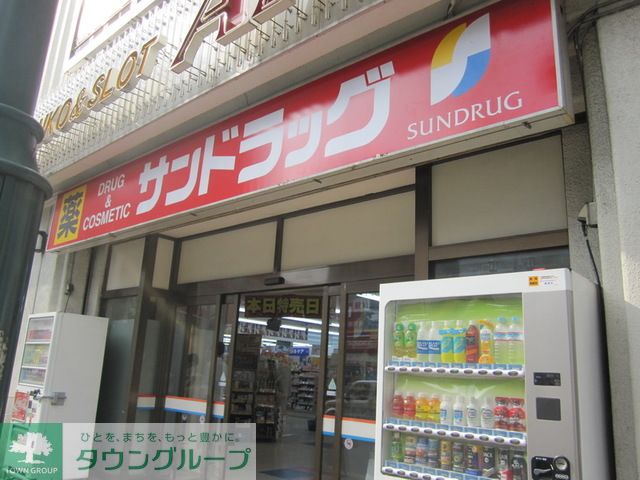 KO & SLOT
薬
DRUG
&
COSMETIC
サンドラッグ
SUNDRUG
本日特売日
TOWN GROUP
ひとを、まちを、もっと豊かに。
タウングループ